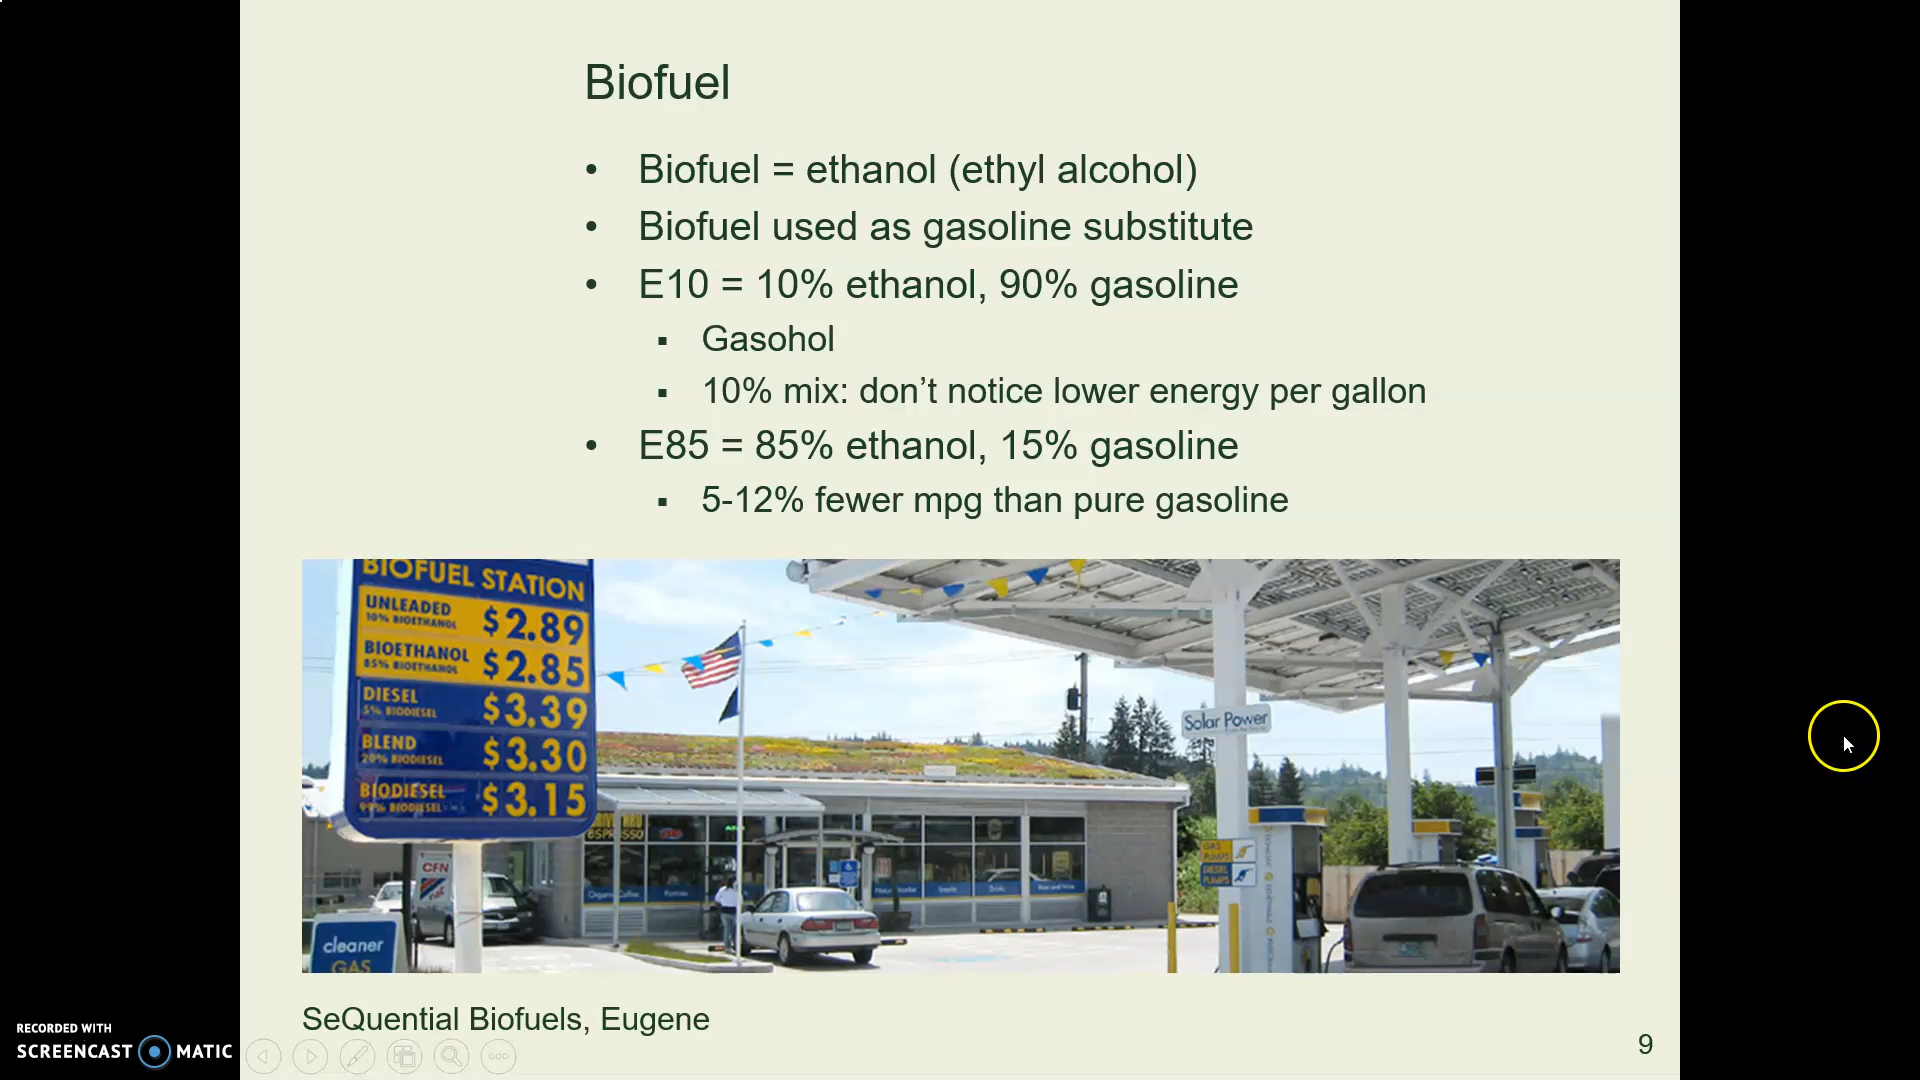 Biofuel
• Biofuel = ethanol (ethyl alcohol)
• Biofuel used as gasoline substitute
• E10 = 10% ethanol, 90% gasoline
▪ Gasohol
▪ 10% mix: don’t notice lower energy per gallon
• E85 = 85% ethanol, 15% gasoline
▪ 5-12% fewer mpg than pure gasoline
BIOFUEL STATION
UNLEADED $2.89
10% BIOETHANOL
BIOETHANOL $2.85
85% BIOETHANOL
DIESEL $3.39
5% BIODIESEL
BLEND $3.30
20% BIODIESEL
BIODIESEL $3.15
99% BIODIESEL
Solar Power
ESPRESSO
CFN
GAS
PUMPS
DIESEL
PUMPS
cleaner
GAS
SeQuential Biofuels, Eugene
9
RECORDED WITH
SCREENCAST MATIC